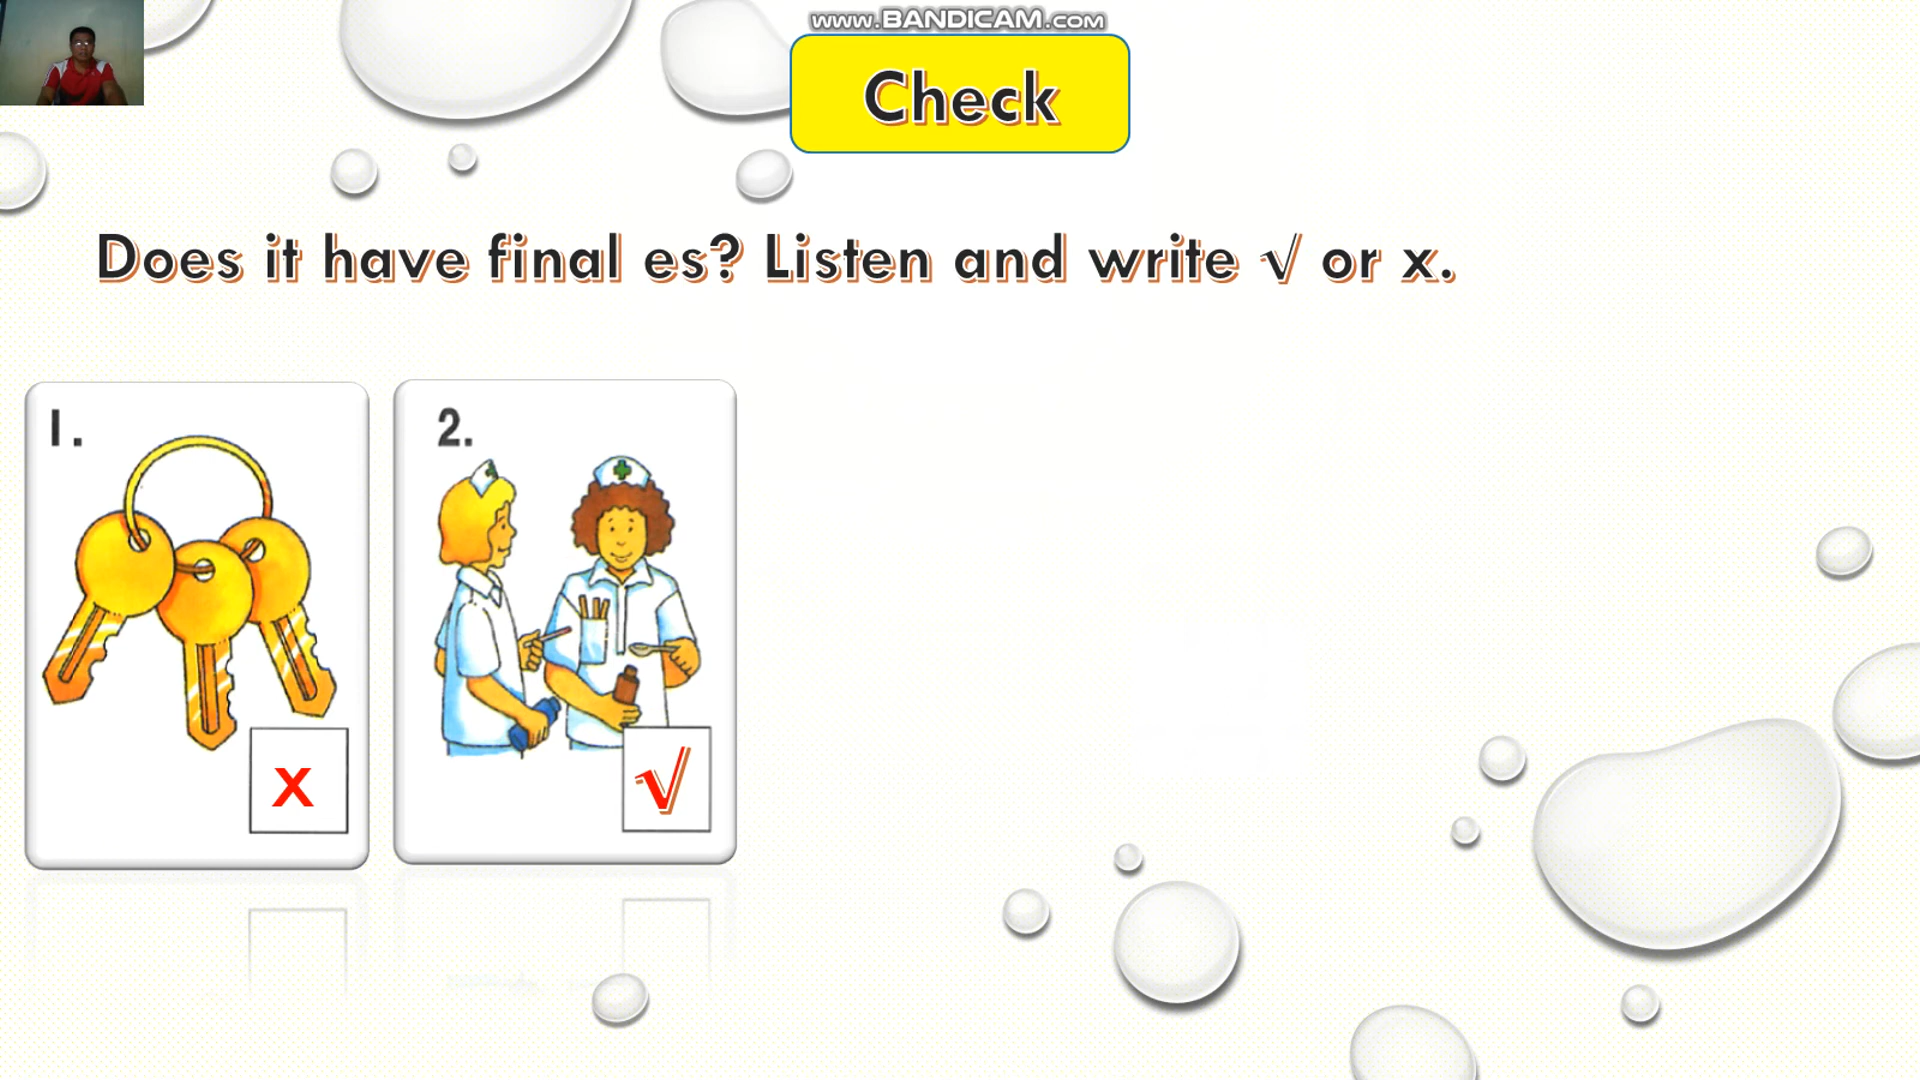 www.BANDICAM.com
Check
Does it have final es? Listen and write √ or x.
1.
2.
x
√